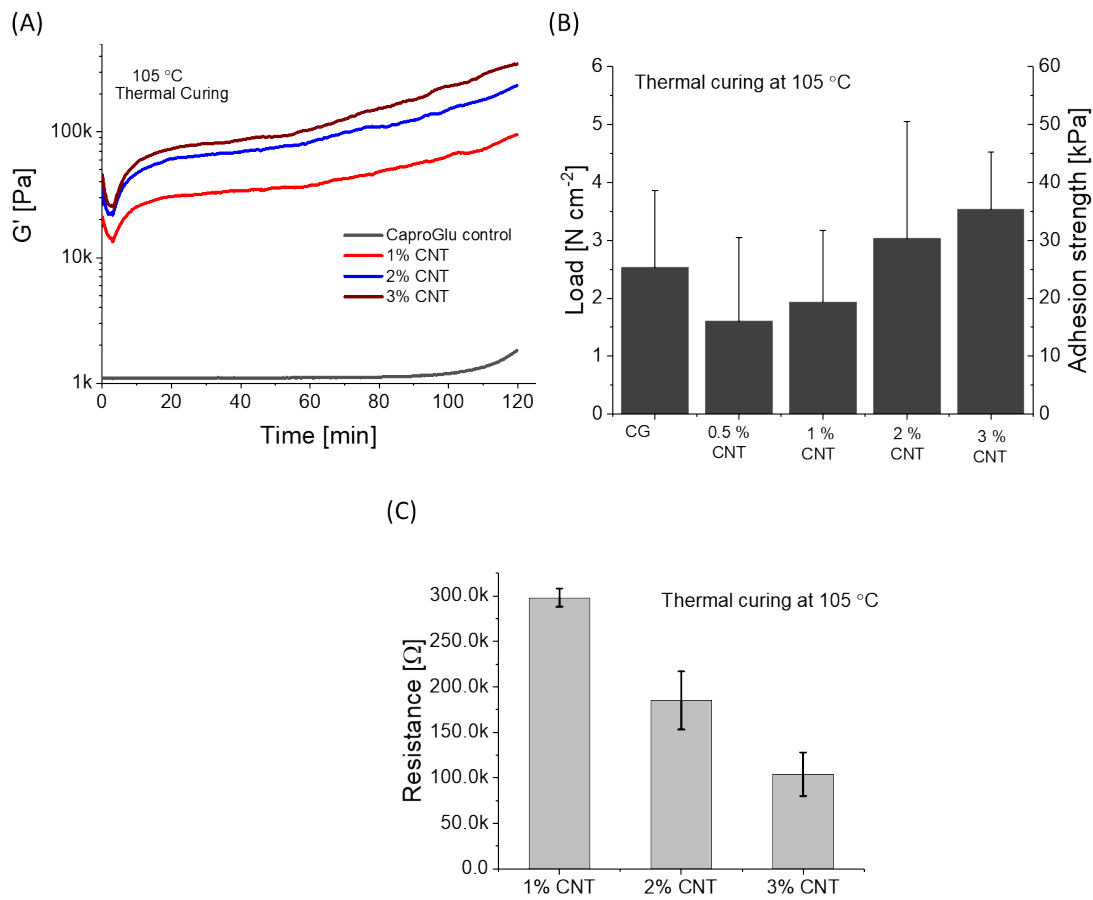 (A)
105 °C
Thermal Curing
100k
10k
1k
G' [Pa]
CaproGlu control
1% CNT
2% CNT
3% CNT
0 20 40 60 80 100 120
Time [min]
(B)
Thermal curing at 105 °C
6
5
4
3
2
1
0
Load [N cm-2]
60
50
40
30
20
10
0
Adhesion strength [kPa]
CG 0.5 % 1 % 2 % 3 %
CNT CNT CNT CNT
(C)
Thermal curing at 105 °C
300.0k
250.0k
200.0k
150.0k
100.0k
50.0k
0.0
Resistance [Ω]
1% CNT 2% CNT 3% CNT